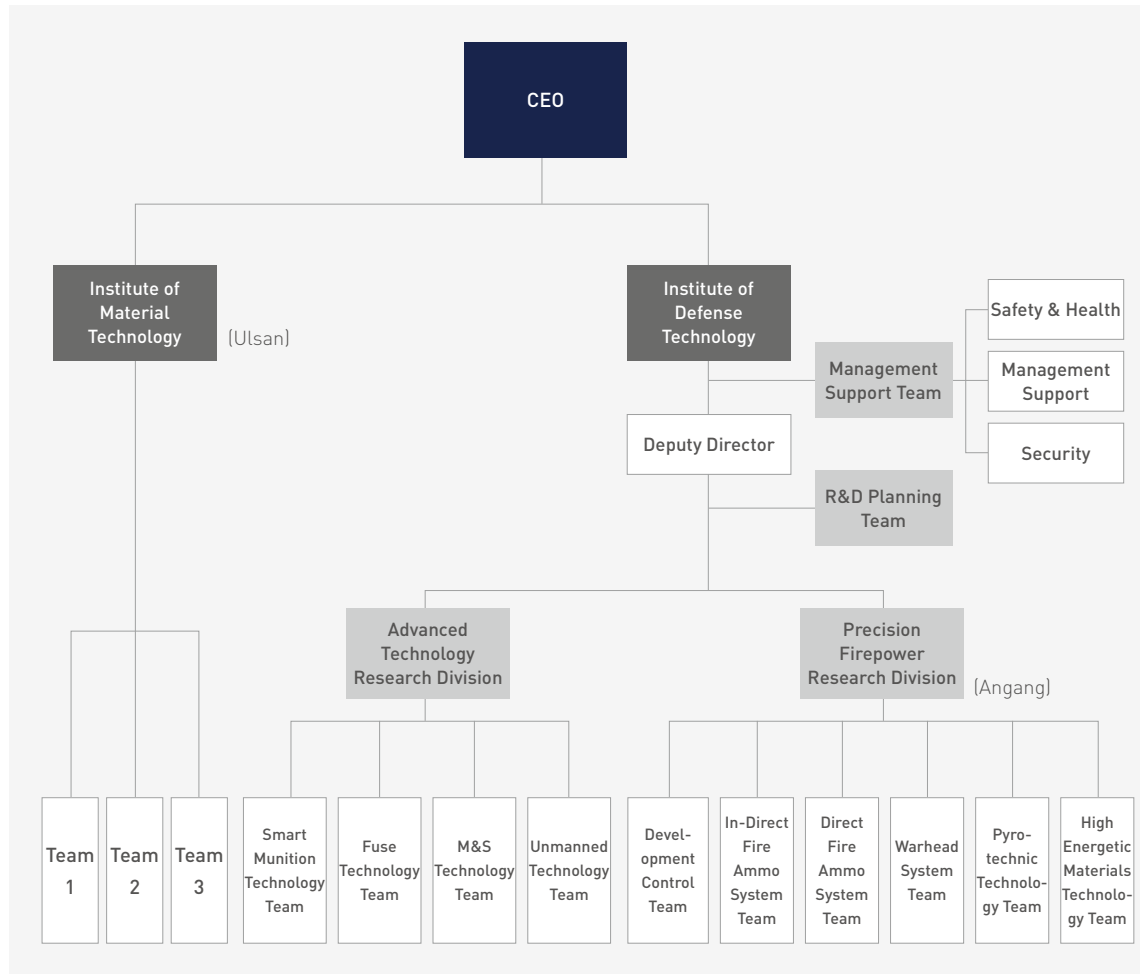 CEO
Institute of
Material
Technology
(Ulsan)
Institute of
Defense
Technology
Safety & Health
Management
Support Team
Management
Support
Security
Deputy Director
R&D Planning
Team
Advanced
Technology
Research Division
Precision
Firepower
Research Division
(Angang)
Team
1
Team
2
Team
3
Smart
Munition
Technology
Team
Fuse
Technology
Team
M&S
Technology
Team
Unmanned
Technology
Team
Devel-
opment
Control
Team
In-Direct
Fire
Ammo
System
Team
Direct
Fire
Ammo
System
Team
Warhead
System
Team
Pyro-
technic
Technolo-
gy Team
High
Energetic
Materials
Technolo-
gy Team